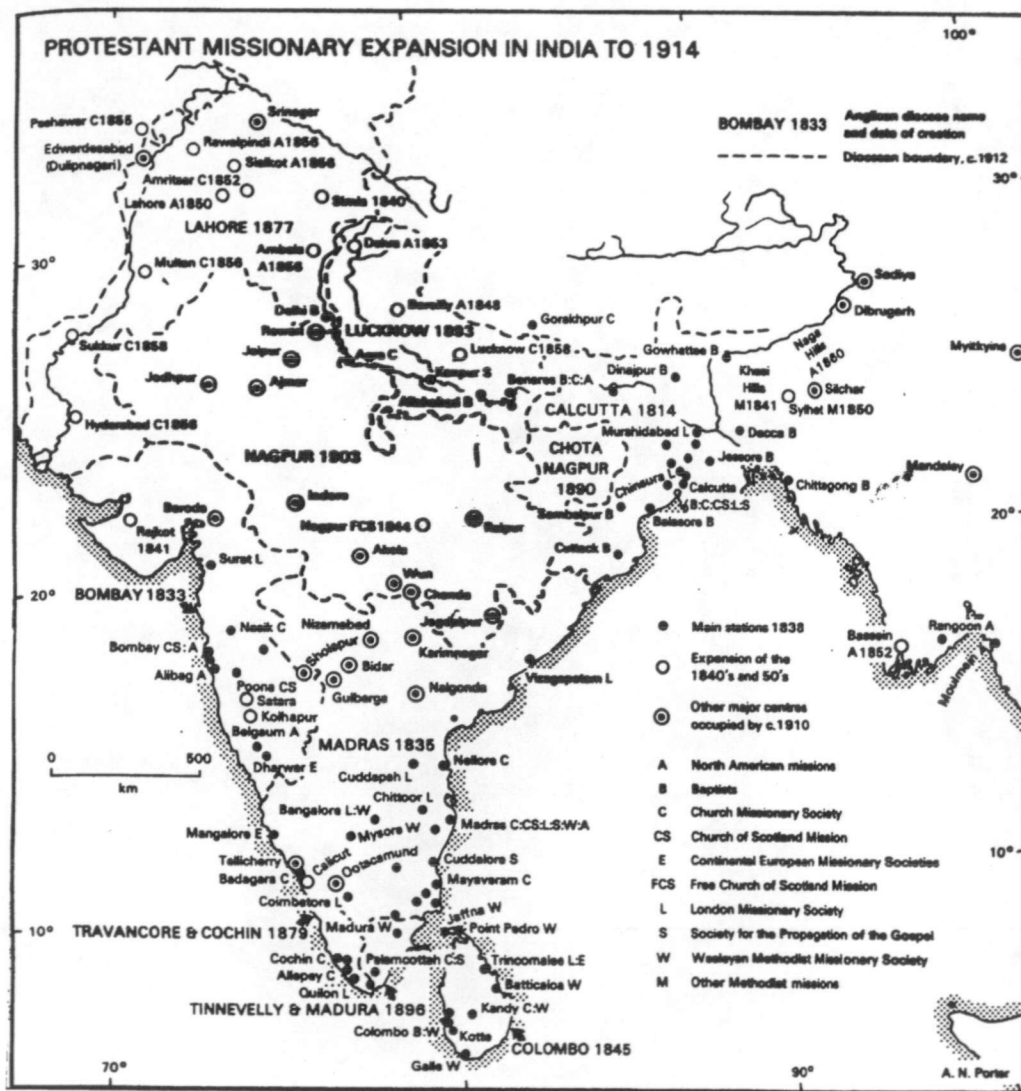 PROTESTANT MISSIONARY EXPANSION IN INDIA TO 1914
100°
BOMBAY 1833
Anglican diocese name
and date of creation
Diocesan boundary, c.1912
Peshawar C1855
Srinagar
Edwardesabad
(Dulipnagari)
Rawalpindi A1856
Sialkot A1856
Amritsar C1852
Lahore A1850
Simla 1840
30°
LAHORE 1877
Ambala
A1856
Dehra A1853
30°
Multan C1856
Sadiya
Bareilly A1848
Dibrugarh
Delhi B
Rewari
LUCKNOW 1893
Gorakhpur C
Naga
Hills
A1860
Sukkur C1858
Jaipur
Agra C
Lucknow C1858
Gowhattee B
Myitkyina
Jodhpur
Ajmer
Kanpur S
Benares B:C:A
Dinajpur B
Khasi
Hills
M1841
Silchar
Allahabad B
CALCUTTA 1814
Sylhet M1850
Hyderabad C1856
Murshidabad L
Dacca B
NAGPUR 1903
CHOTA
NAGPUR
1890
Jessore B
Chinsura L
Mandalay
Indore
Calcutta
B:C:CS:L:S
Chittagong B
Baroda
Nagpur FCS1844
Raipur
Sambalpur B
Balasore B
20°
Rajkot
1841
Akola
Cuttack B
Surat L
Wun
Chanda
20°
BOMBAY 1833
Nizamabad
Jagdalpur
Nasik C
Main stations 1838
Rangoon A
Sholapur
Karimnagar
Bassein
A1852
Bombay CS:A
Bidar
Expansion of the
1840's and 50's
Moulmein
Alibag A
Vizagapatam L
Poona CS
Gulbarga
Nalgonda
Satara
Kolhapur
Other major centres
occupied by c.1910
Belgaum A
MADRAS 1835
0 500
km
Dharwar E
Nellore C
A North American missions
Cuddapah L
B Baptists
Chittoor L
Bangalore L:W
C Church Missionary Society
Madras C:CS:L:S:W:A
Mangalore E
Mysore W
CS Church of Scotland Mission
Tellicherry
Calicut
Ootacamund
Cuddalore S
E Continental European Missionary Societies
10°
Badagara C
Mayavaram C
FCS Free Church of Scotland Mission
Coimbatore L
Jaffna W
L London Missionary Society
10°
TRAVANCORE & COCHIN 1879
Madura W
Point Pedro W
S Society for the Propagation of the Gospel
Cochin C
Palamcottah C:S
Trincomalee L:E
W Wesleyan Methodist Missionary Society
Allepey C
Batticaloa W
M Other Methodist missions
Quilon L
TINNEVELLY & MADURA 1896
Kandy C:W
Colombo B:W
Kotte
COLOMBO 1845
Galle W
70°
90°
A. N. Porter